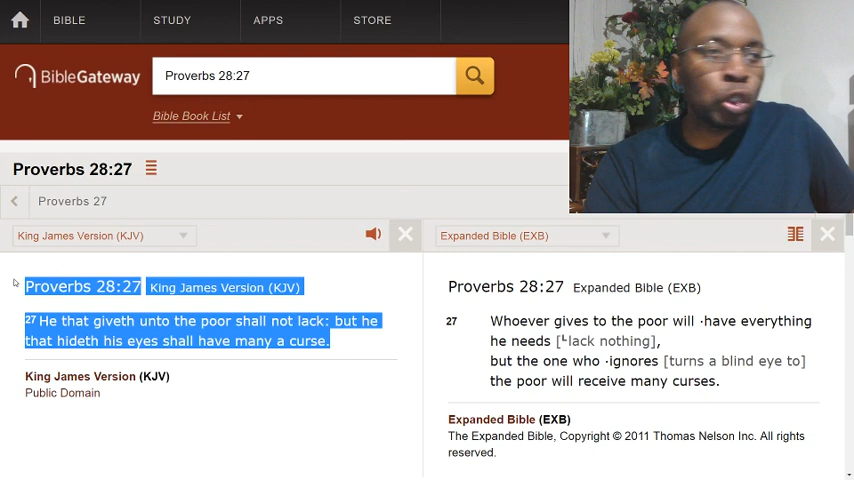 BIBLE STUDY APPS STORE
BibleGateway
Proverbs 28:27
Bible Book List
Proverbs 28:27
Proverbs 27
King James Version (KJV)
Proverbs 28:27 King James Version (KJV)
27 He that giveth unto the poor shall not lack: but he
that hideth his eyes shall have many a curse.
King James Version (KJV)
Public Domain
Expanded Bible (EXB)
Proverbs 28:27 Expanded Bible (EXB)
27 Whoever gives to the poor will ·have everything
he needs [└lack nothing],
but the one who ·ignores [turns a blind eye to]
the poor will receive many curses.
Expanded Bible (EXB)
The Expanded Bible, Copyright © 2011 Thomas Nelson Inc. All rights
reserved.